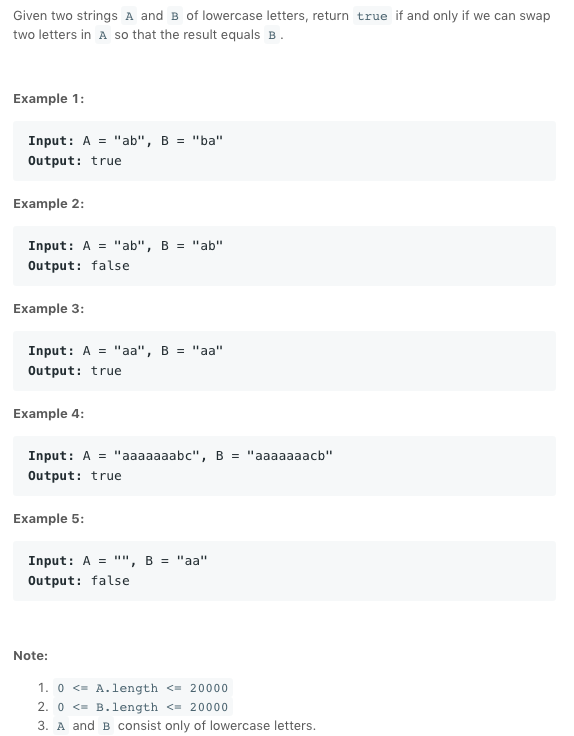 Given two strings A and B of lowercase letters, return true if and only if we can swap
two letters in A so that the result equals B .
Example 1:
Input: A = "ab", B = "ba"
Output: true
Example 2:
Input: A = "ab", B = "ab"
Output: false
Example 3:
Input: A = "aa", B = "aa"
Output: true
Example 4:
Input: A = "aaaaaaabc", B = "aaaaaaacb"
Output: true
Example 5:
Input: A = "", B = "aa"
Output: false
Note:
1. 0 <= A.length <= 20000
2. 0 <= B.length <= 20000
3. A and B consist only of lowercase letters.